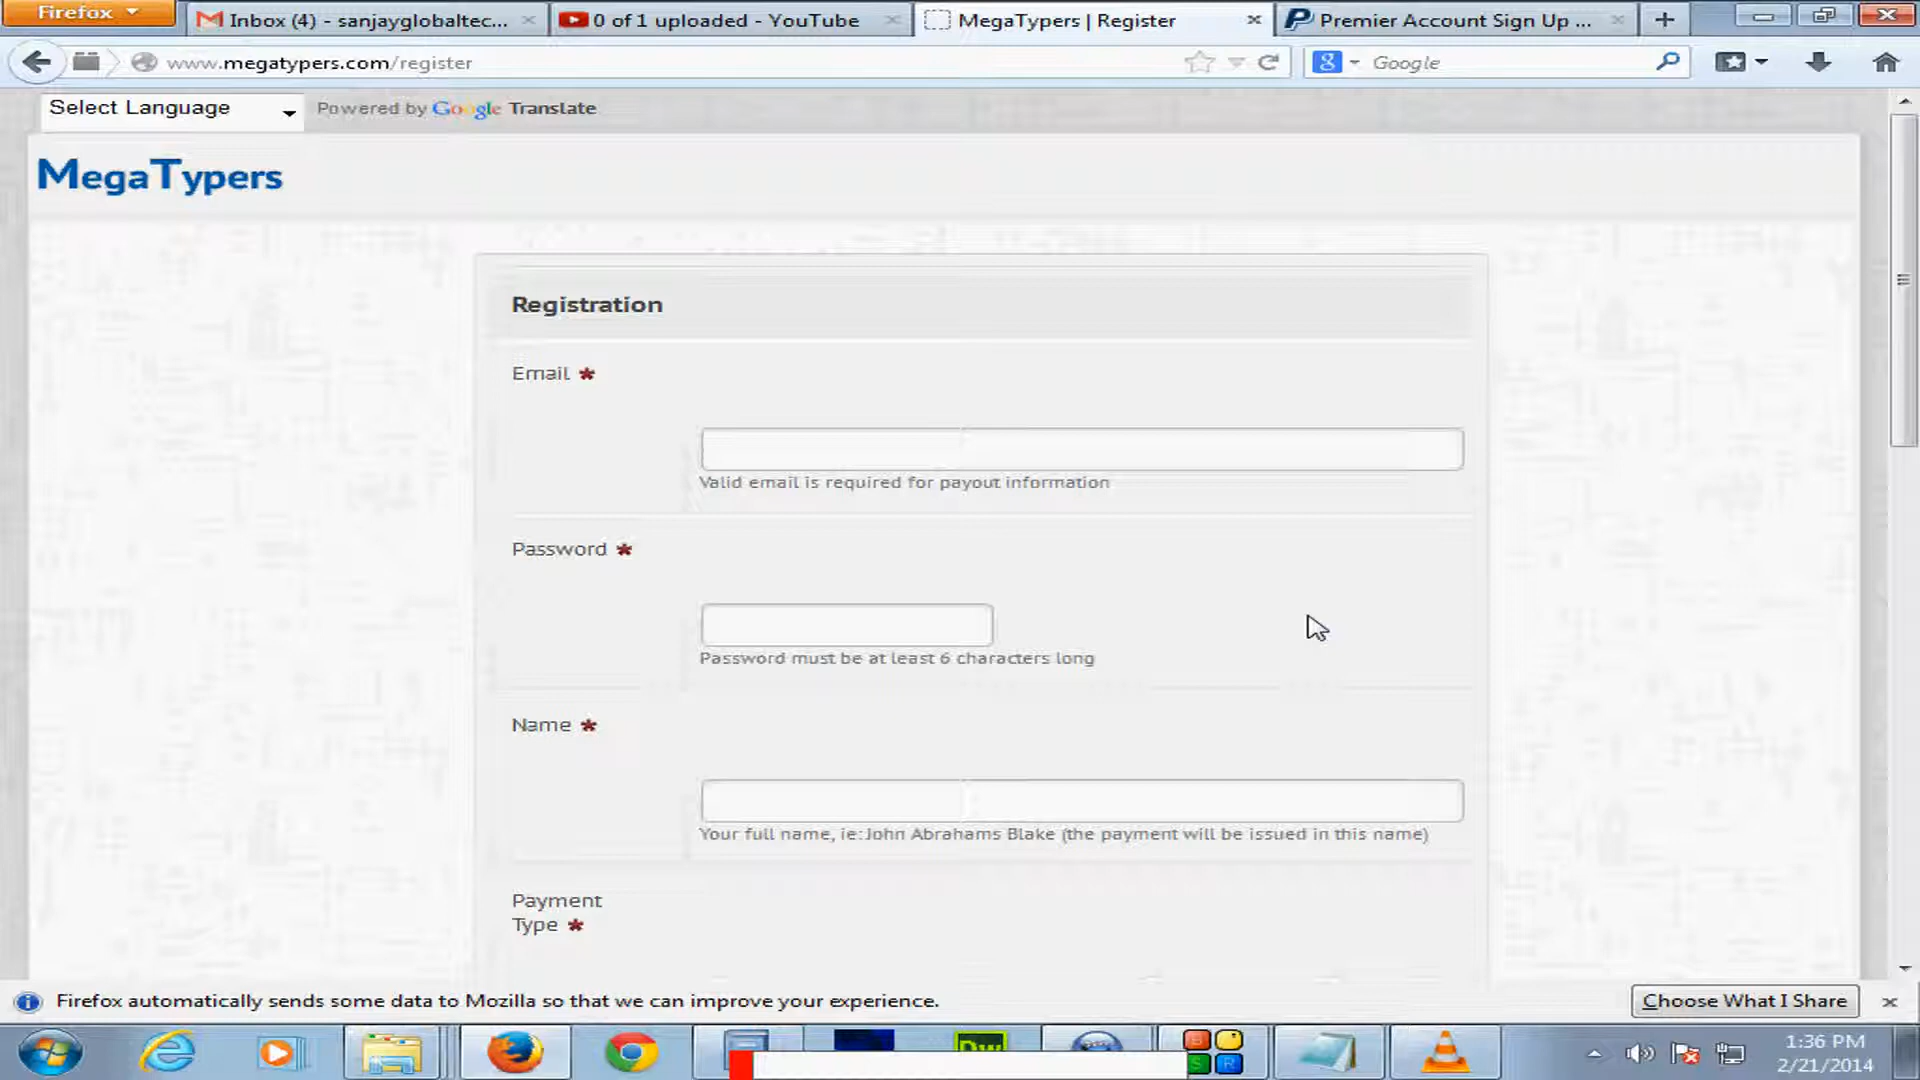 Firefox
Inbox (4) - sanjayglobaltec...
0 of 1 uploaded - YouTube
MegaTypers | Register
Premier Account Sign Up ...
www.megatypers.com/register
Google
Select Language
Powered by Google Translate
MegaTypers
Registration
Email *
Valid email is required for payout information
Password *
Password must be at least 6 characters long
Name *
Your full name, ie:John Abrahams Blake (the payment will be issued in this name)
Payment
Type *
Firefox automatically sends some data to Mozilla so that we can improve your experience.
Choose What I Share
Dw
B
S
R
1:36 PM
2/21/2014